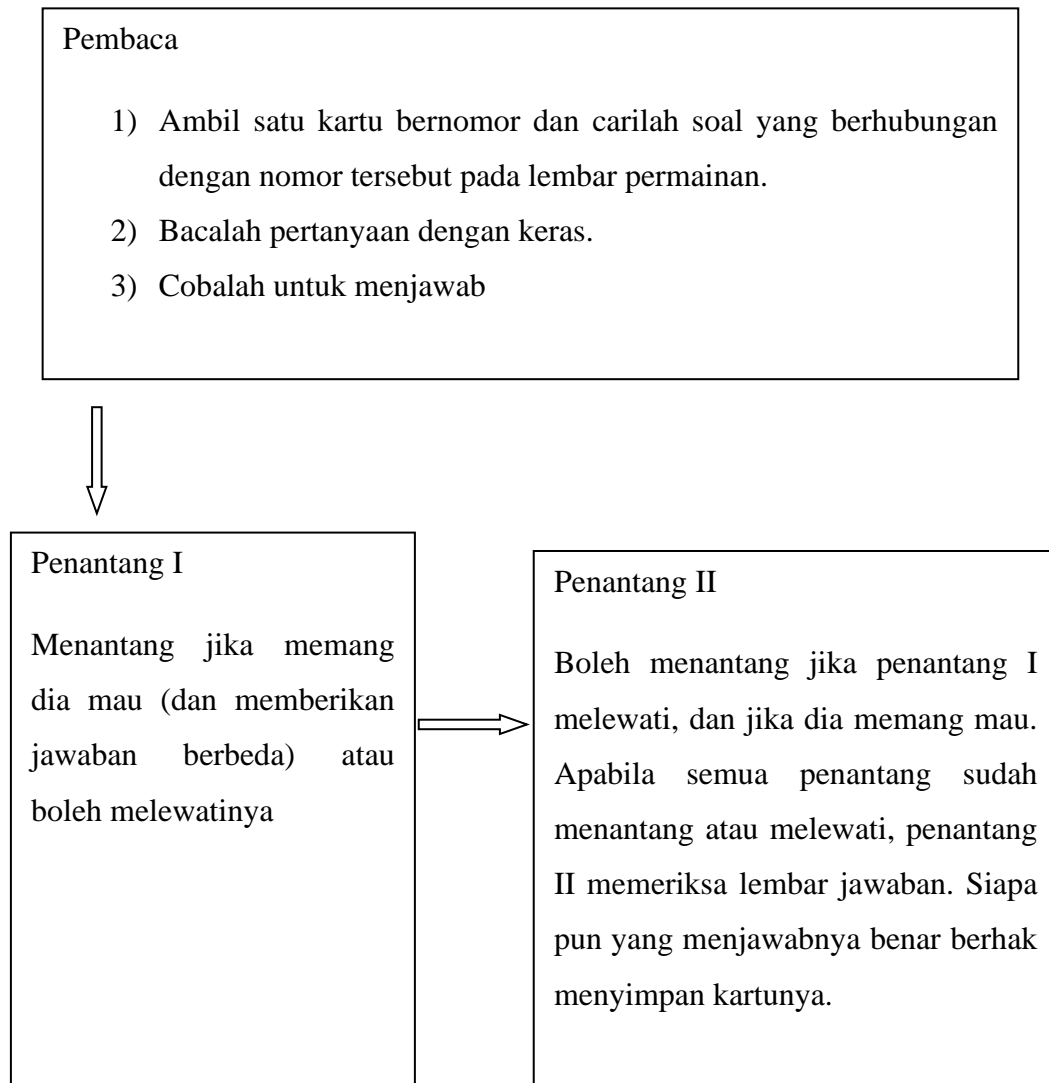 Pembaca
1) Ambil satu kartu bernomor dan carilah soal yang berhubungan
dengan nomor tersebut pada lembar permainan.
2) Bacalah pertanyaan dengan keras.
3) Cobalah untuk menjawab
Penantang I
Menantang jika memang
dia mau (dan memberikan
jawaban berbeda) atau
boleh melewatinya
Penantang II
Boleh menantang jika penantang I
melewati, dan jika dia memang mau.
Apabila semua penantang sudah
menantang atau melewati, penantang
II memeriksa lembar jawaban. Siapa
pun yang menjawabnya benar berhak
menyimpan kartunya.